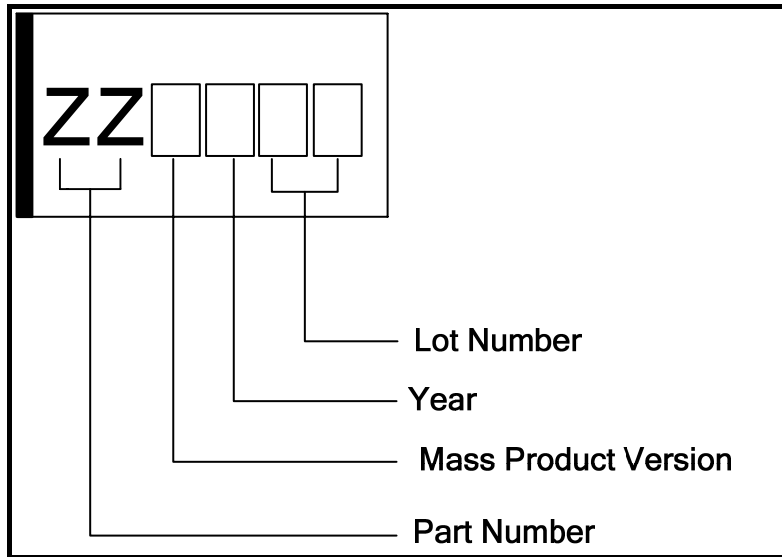 ZZ
Lot Number
Year
Mass Product Version
Part Number